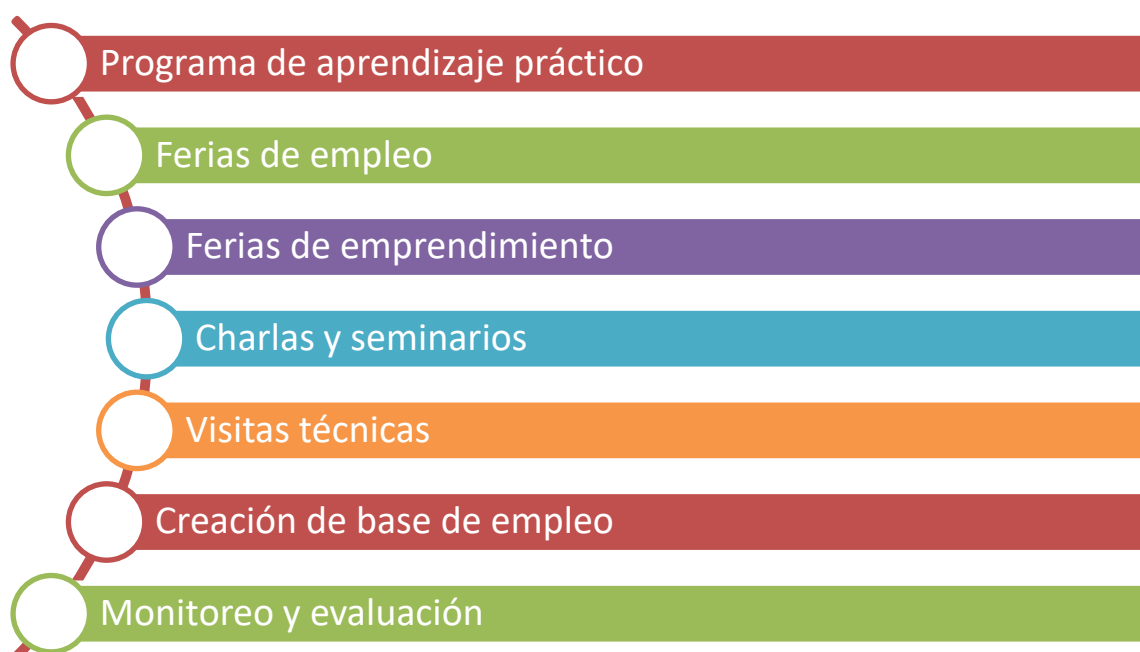 Programa de aprendizaje práctico
Ferias de empleo
Ferias de emprendimiento
Charlas y seminarios
Visitas técnicas
Creación de base de empleo
Monitoreo y evaluación